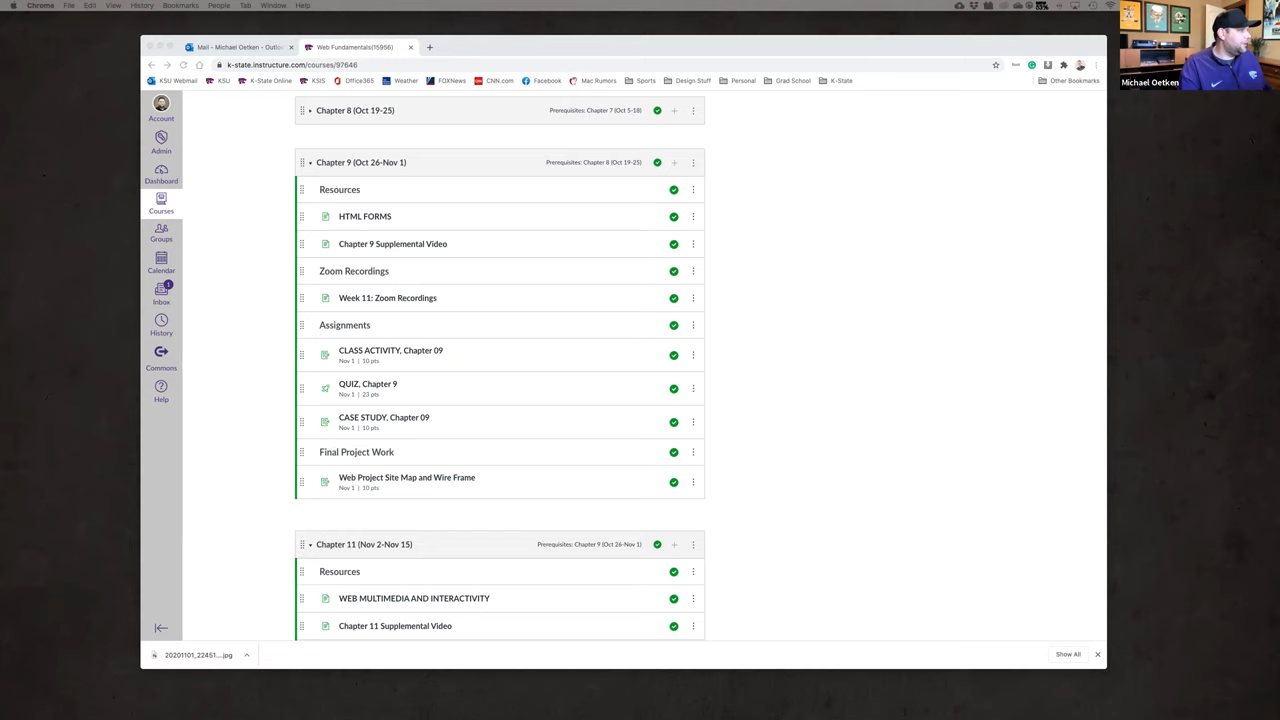 Chrome File Edit View History Bookmarks People Tab Window Help
Michael Oetken
Mail - Michael Oetken - Outlo
Web Fundamentals(15956)
k-state.instructure.com/courses/97646
KSU Webmail KSU K-State Online KSIS Office365 Weather FOXNews CNN.com Facebook Mac Rumors Sports Design Stuff Personal Grad School K-State Other Bookmarks
Account
Admin
Dashboard
Courses
Groups
Calendar
1
Inbox
History
Commons
Help
Chapter 8 (Oct 19-25) Prerequisites: Chapter 7 (Oct 5-18)
Chapter 9 (Oct 26-Nov 1) Prerequisites: Chapter 8 (Oct 19-25)
Resources
HTML FORMS
Chapter 9 Supplemental Video
Zoom Recordings
Week 11: Zoom Recordings
Assignments
CLASS ACTIVITY, Chapter 09
Nov 1 | 10 pts
QUIZ, Chapter 9
Nov 1 | 23 pts
CASE STUDY, Chapter 09
Nov 1 | 10 pts
Final Project Work
Web Project Site Map and Wire Frame
Nov 1 | 10 pts
Chapter 11 (Nov 2-Nov 15) Prerequisites: Chapter 9 (Oct 26-Nov 1)
Resources
WEB MULTIMEDIA AND INTERACTIVITY
Chapter 11 Supplemental Video
20201101_22451....jpg
Show All